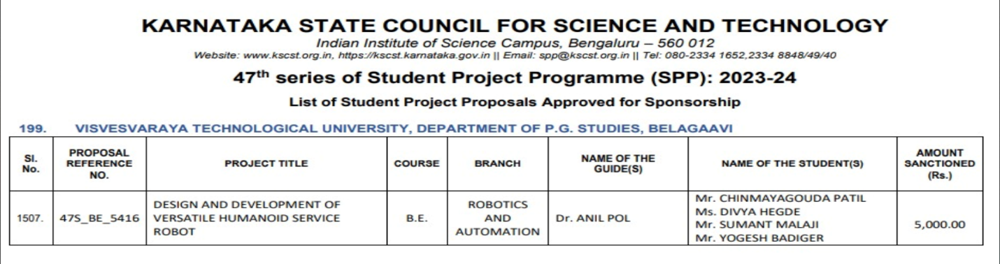 KARNATAKA STATE COUNCIL FOR SCIENCE AND TECHNOLOGY
Indian Institute of Science Campus, Bengaluru – 560 012
Website: www.kscst.org.in, https://kscst.karnataka.gov.in || Email: spp@kscst.org.in || Tel: 080-2334 1652,2334 8848/49/40
47th series of Student Project Programme (SPP): 2023-24
List of Student Project Proposals Approved for Sponsorship
199. VISVESVARAYA TECHNOLOGICAL UNIVERSITY, DEPARTMENT OF P.G. STUDIES, BELAGAAVI
Sl.
No.
PROPOSAL
REFERENCE
NO.
PROJECT TITLE
COURSE
BRANCH
NAME OF THE
GUIDE(S)
NAME OF THE STUDENT(S)
AMOUNT
SANCTIONED
(Rs.)
1507.
47S_BE_5416
DESIGN AND DEVELOPMENT OF
VERSATILE HUMANOID SERVICE
ROBOT
B.E.
ROBOTICS
AND
AUTOMATION
Dr. ANIL POL
Mr. CHINMAYAGOUDA PATIL
Ms. DIVYA HEGDE
Mr. SUMANT MALAJI
Mr. YOGESH BADIGER
5,000.00